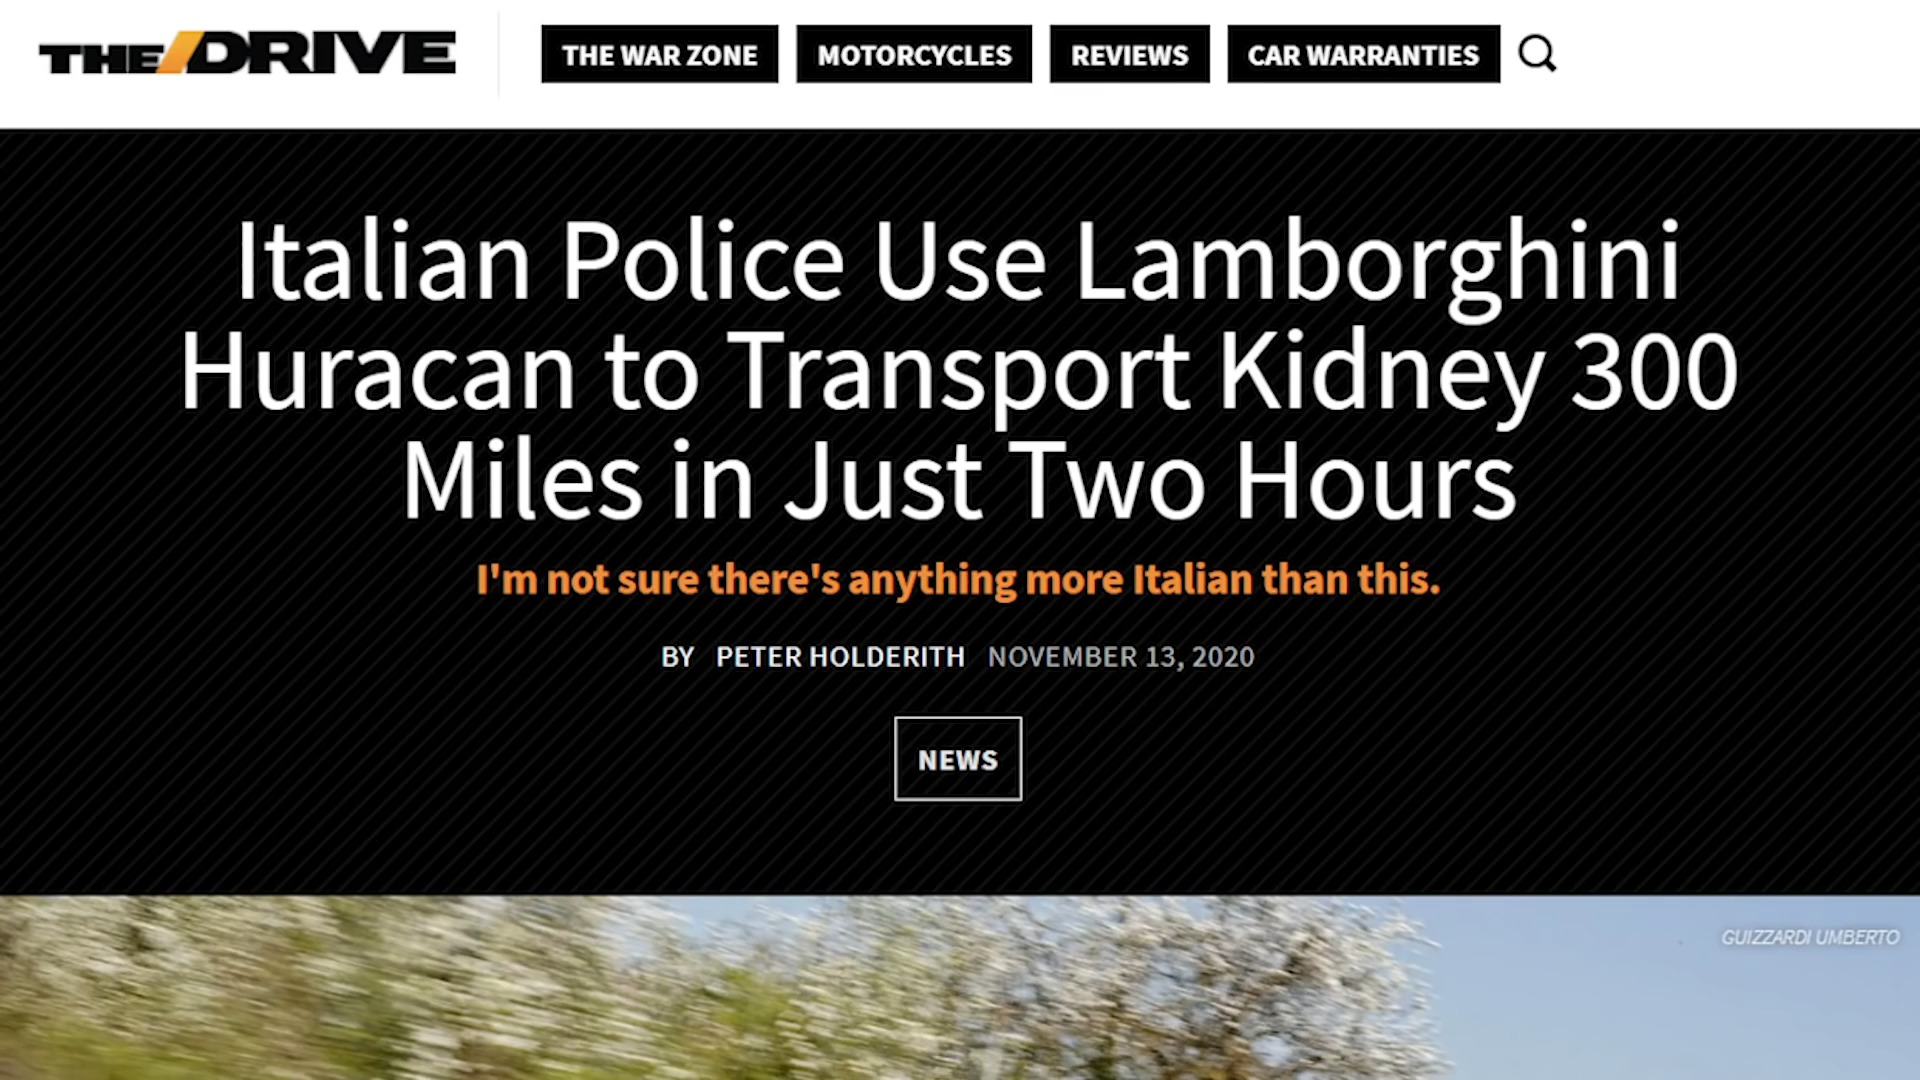 THE DRIVE
THE WAR ZONE
MOTORCYCLES
REVIEWS
CAR WARRANTIES
Italian Police Use Lamborghini
Huracan to Transport Kidney 300
Miles in Just Two Hours
I'm not sure there's anything more Italian than this.
BY PETER HOLDERITH NOVEMBER 13, 2020
NEWS
GUIZZARDI UMBERTO